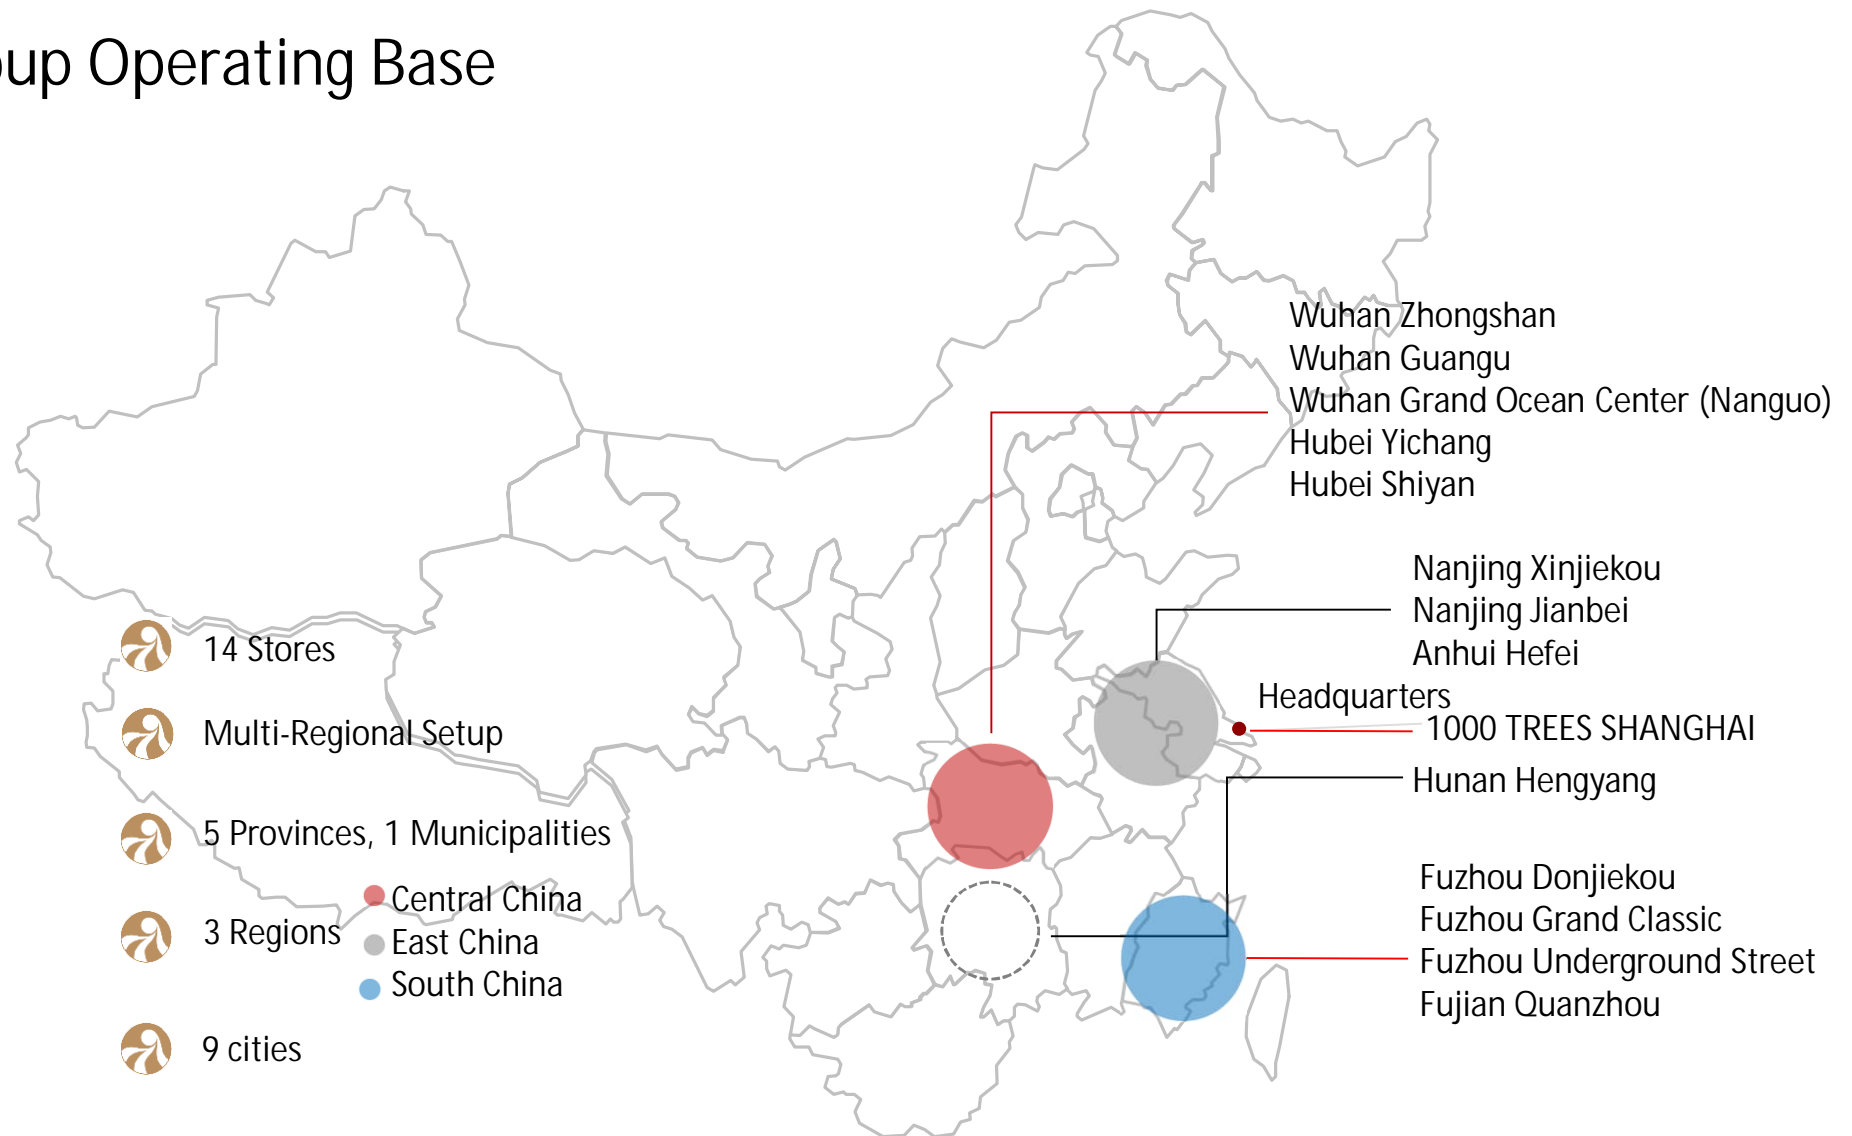 oup Operating Base
Wuhan Zhongshan
Wuhan Guangu
Wuhan Grand Ocean Center (Nanguo)
Hubei Yichang
Hubei Shiyan
Nanjing Xinjiekou
Nanjing Jianbei
Anhui Hefei
Headquarters
1000 TREES SHANGHAI
Hunan Hengyang
Fuzhou Donjiekou
Fuzhou Grand Classic
Fuzhou Underground Street
Fujian Quanzhou
14 Stores
Multi-Regional Setup
5 Provinces, 1 Municipalities
3 Regions
Central China
East China
South China
9 cities